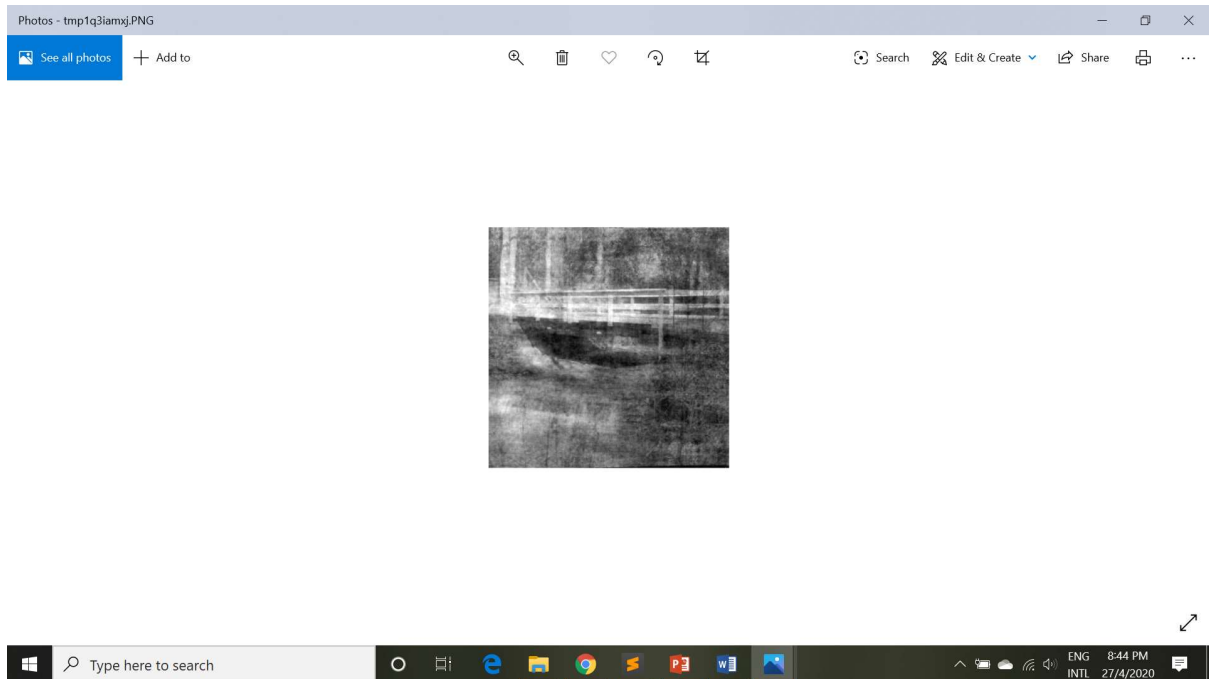 Photos - tmp1q3iamxj.PNG
See all photos
Add to
Search
Edit & Create
Share
Type here to search
ENG
8:44 PM
INTL
27/4/2020